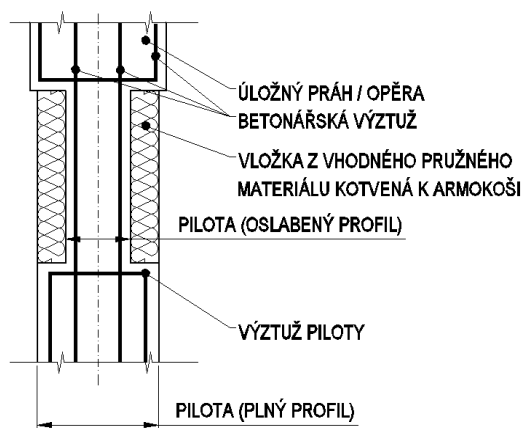 ÚLOŽNÝ PRÁH / OPĚRA
BETONÁŘSKÁ VÝZTUŽ
VLOŽKA Z VHODNÉHO PRUŽNÉHO
MATERIÁLU KOTVENÁ K ARMOKOŠI
PILOTA (OSLABENÝ PROFIL)
VÝZTUŽ PILOTY
PILOTA (PLNÝ PROFIL)